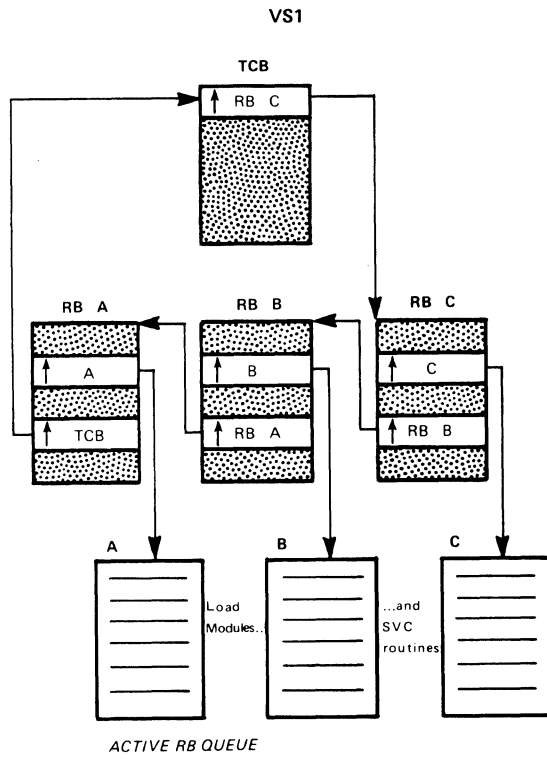 VS1
TCB
↑ RB C
RB A
RB B
RB C
↑ A
↑ B
↑ C
↑ TCB
↑ RB A
↑ RB B
A
B
C
Load
Modules...
...and
SVC
routines
ACTIVE RB QUEUE